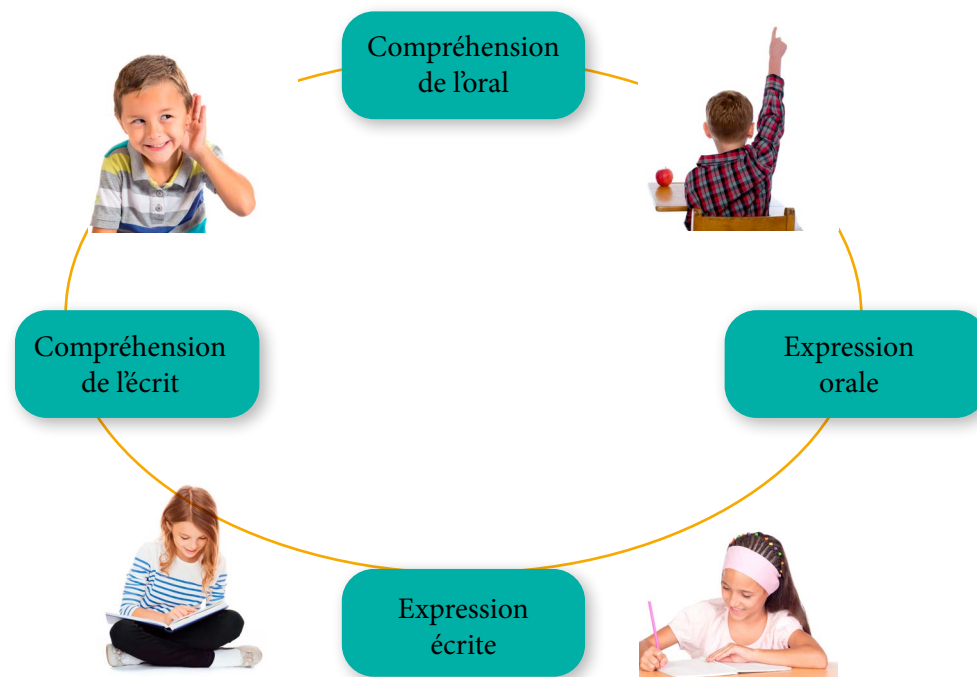 Compréhension
de l’oral
Compréhension
de l’écrit
Expression
orale
Expression
écrite